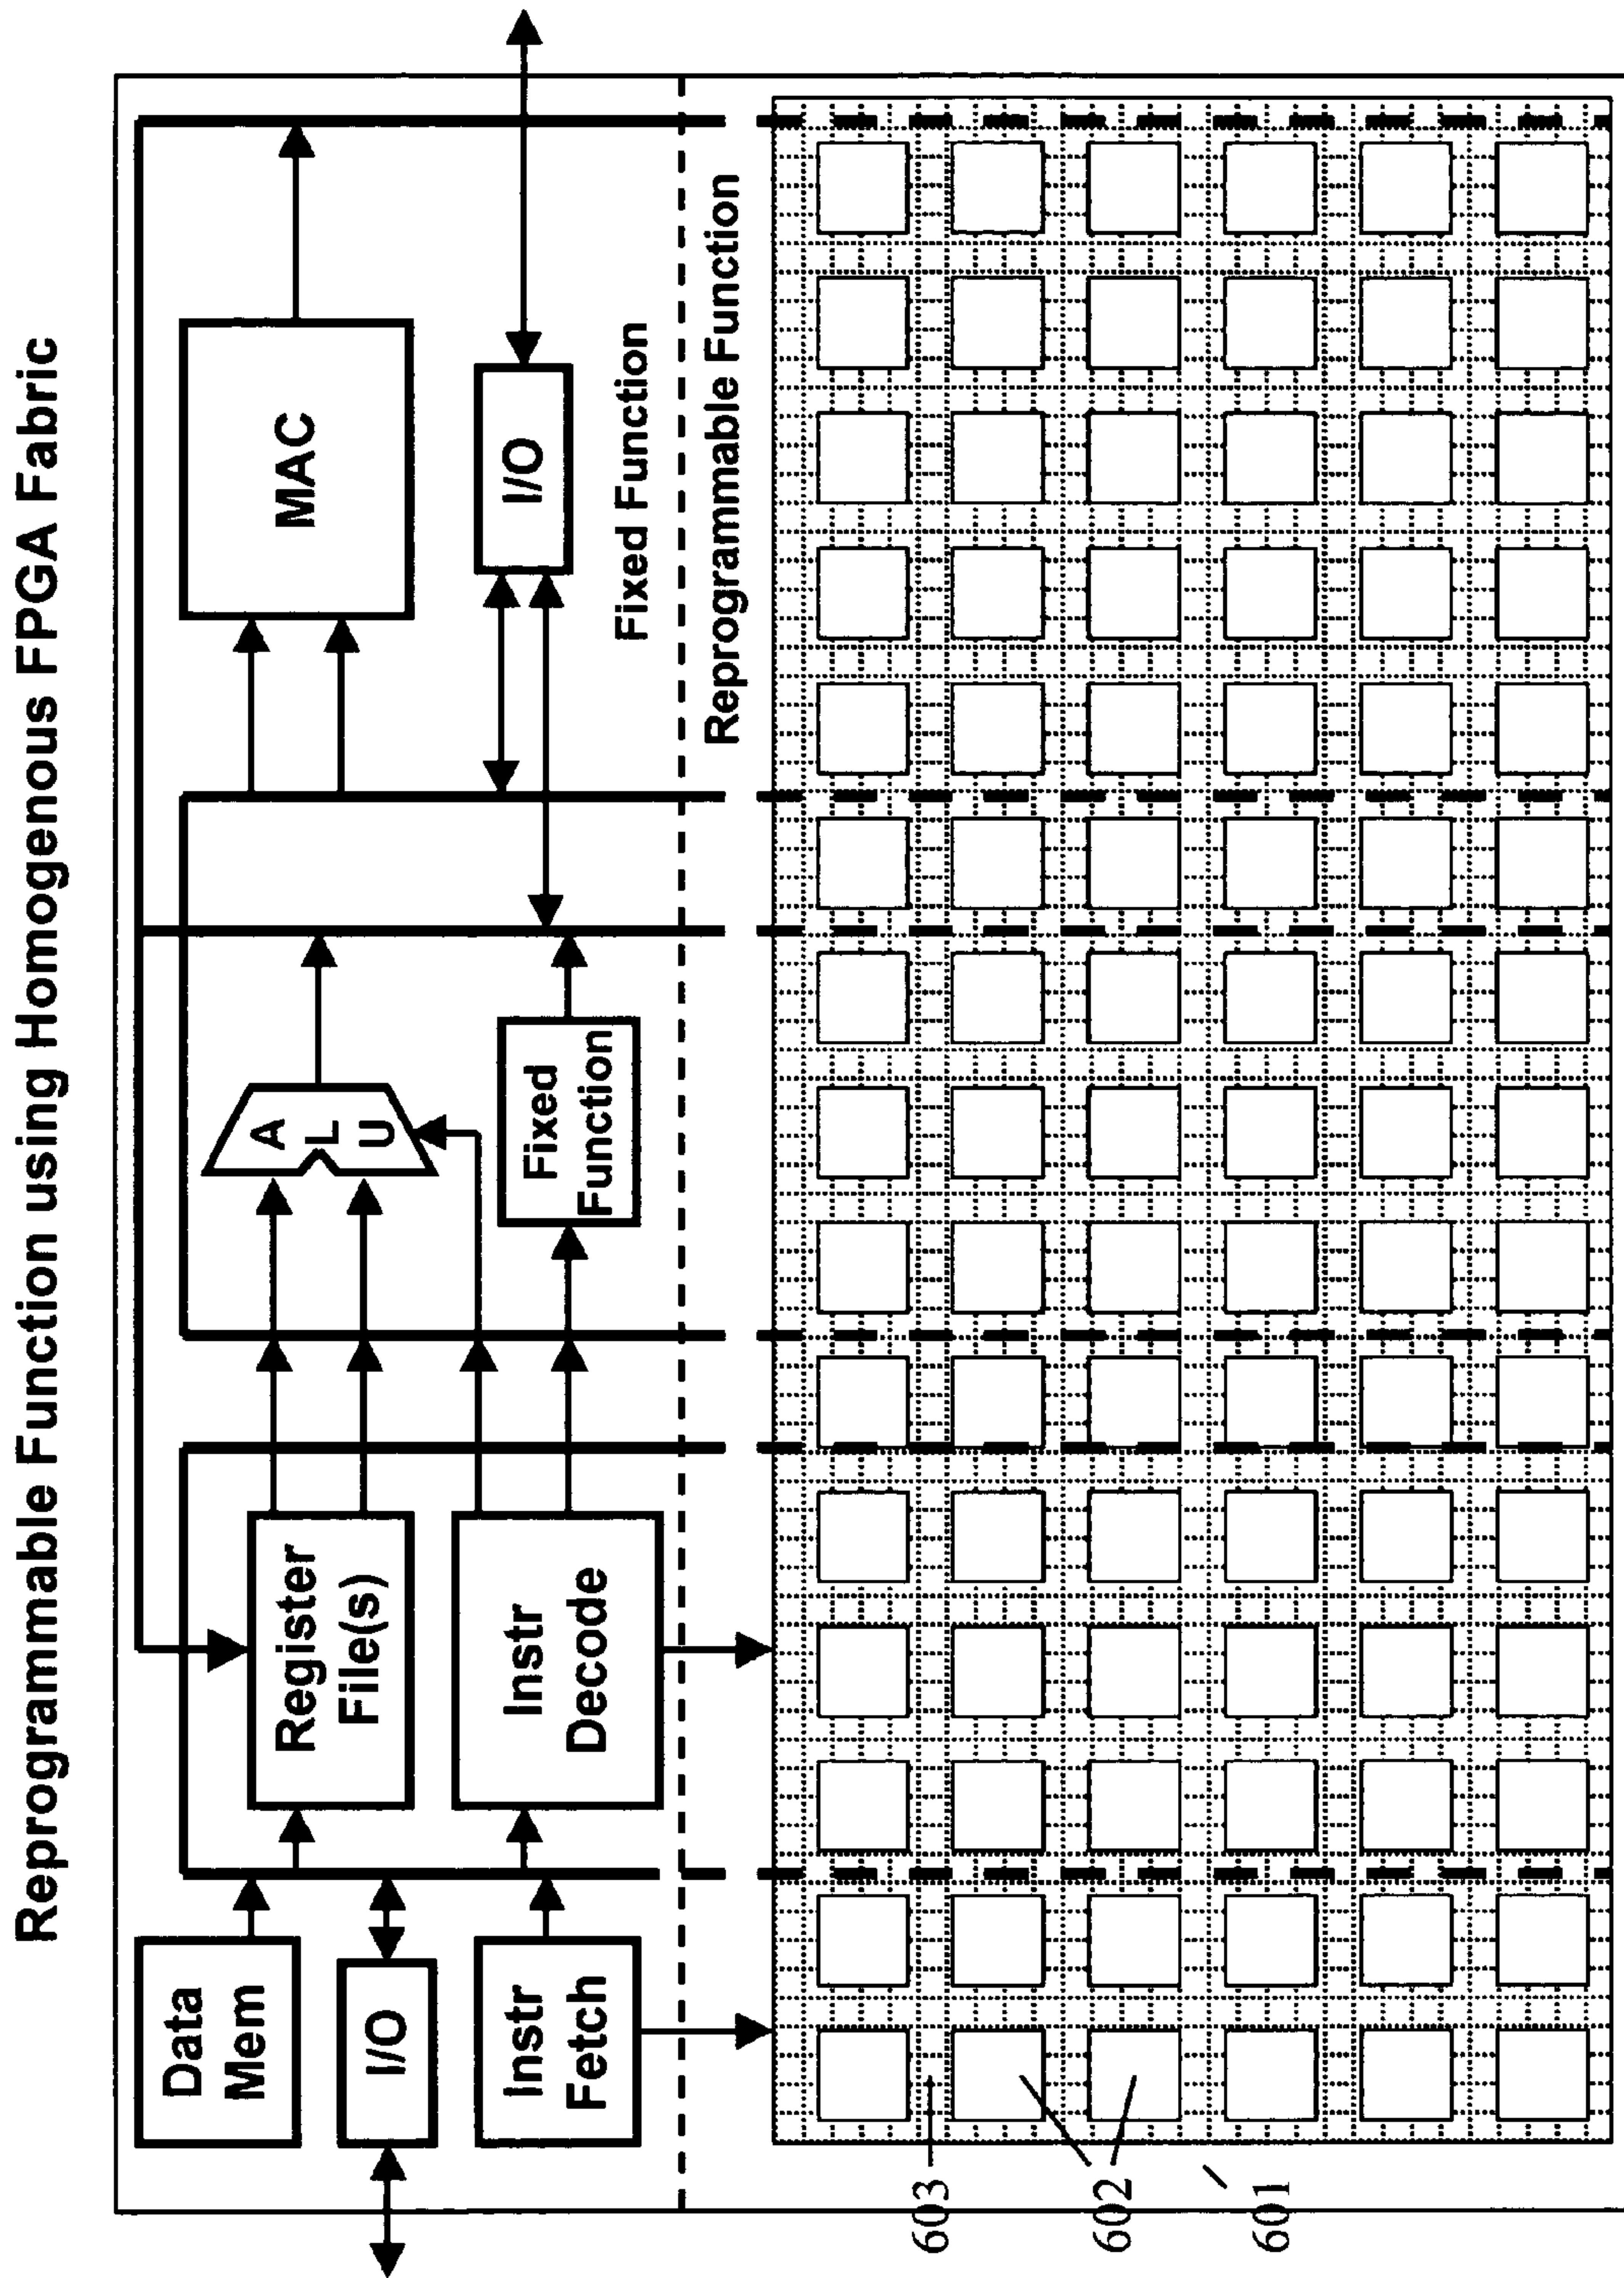 Reprogrammable Function using Homogenous FPGA Fabric
Data
Mem
I/O
Instr
Fetch
Register
File(s)
Instr
Decode
A
L
U
Fixed
Function
MAC
I/O
Fixed Function
Reprogrammable Function
603
602
601